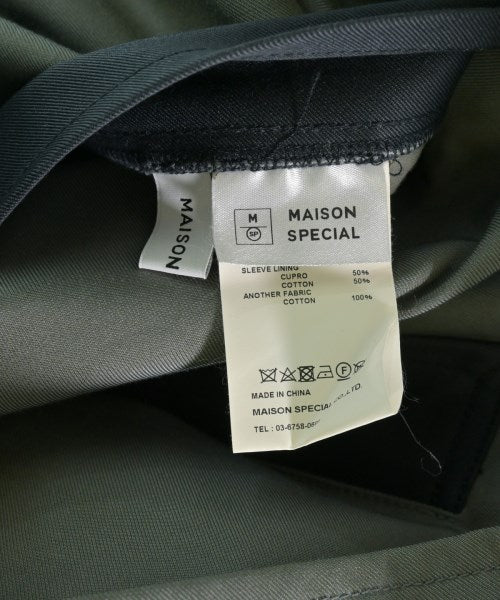 MAISON
M
SP
MAISON
SPECIAL
SLEEVE LINING
CUPRO 50%
COTTON 50%
ANOTHER FABRIC
COTTON 100%
F
MADE IN CHINA
MAISON SPECIAL CO.,LTD.
TEL : 03-6758-